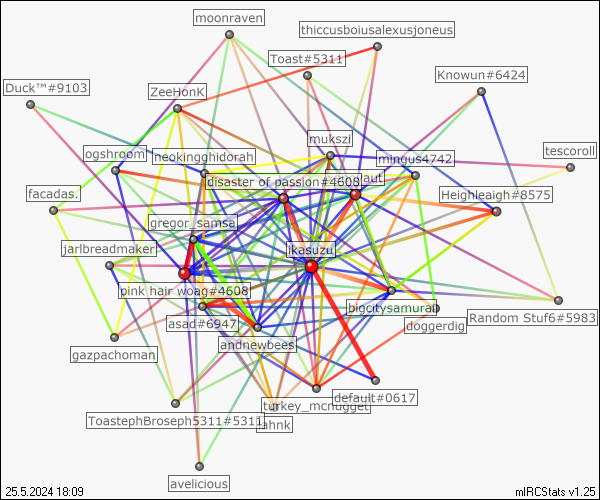 moonraven
thiccusboiusalexusjoneus
Toast#5311
Knowun#6424
Duck™#9103
ZeeHonK
mukszi
ogshroom
neokingghidorah
mingus4742
tescoroll
disaster of passion#4609
aut
facadas.
Heighleaigh#8575
gregor_samsa
ikasuzu
jarlbreadmaker
pink hair woag#4608
bigcitysamurai
Random Stuf6#5983
asad#6947
doggerdig
andnewbees
gazpachoman
default#0617
turkey_mcnugget
ToastephBroseph5311#5311
ahnk
avelicious
25.5.2024 18:09
mIRCStats v1.25